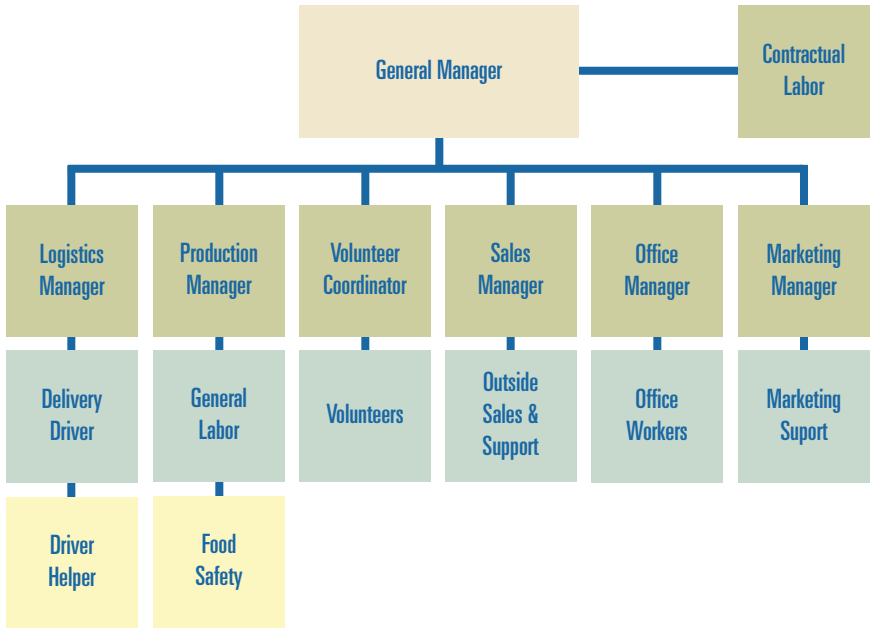 General Manager
Contractual
Labor
Logistics
Manager
Production
Manager
Volunteer
Coordinator
Sales
Manager
Office
Manager
Marketing
Manager
Delivery
Driver
General
Labor
Volunteers
Outside
Sales &
Support
Office
Workers
Marketing
Suport
Driver
Helper
Food
Safety